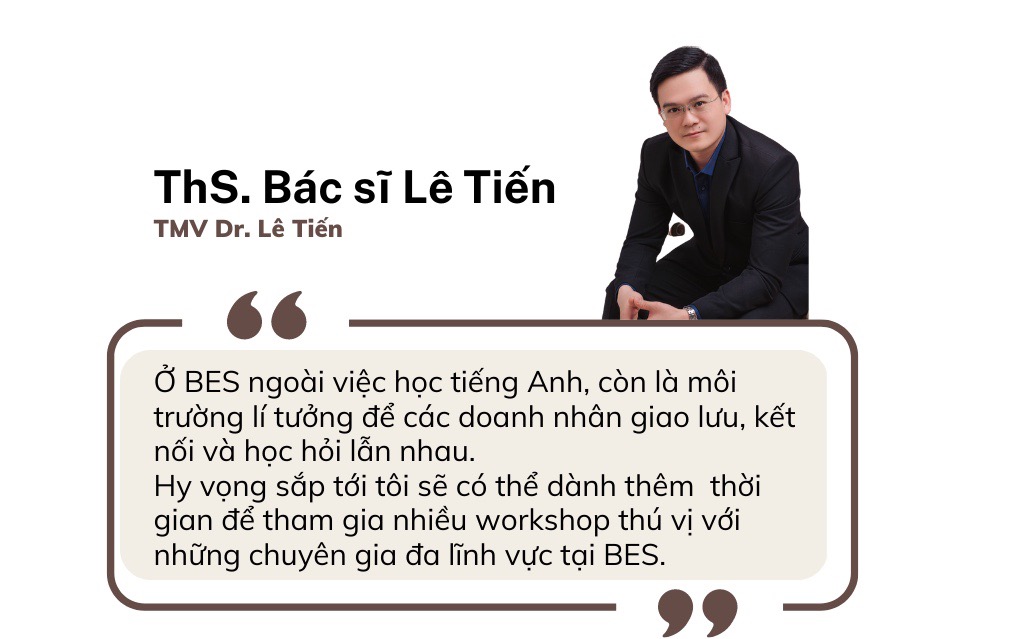 ThS. Bác sĩ Lê Tiến
TMV Dr. Lê Tiến
Ở BES ngoài việc học tiếng Anh, còn là môi
trường lí tưởng để các doanh nhân giao lưu, kết
nối và học hỏi lẫn nhau.
Hy vọng sắp tới tôi sẽ có thể dành thêm  thời
gian để tham gia nhiều workshop thú vị với
những chuyên gia đa lĩnh vực tại BES.